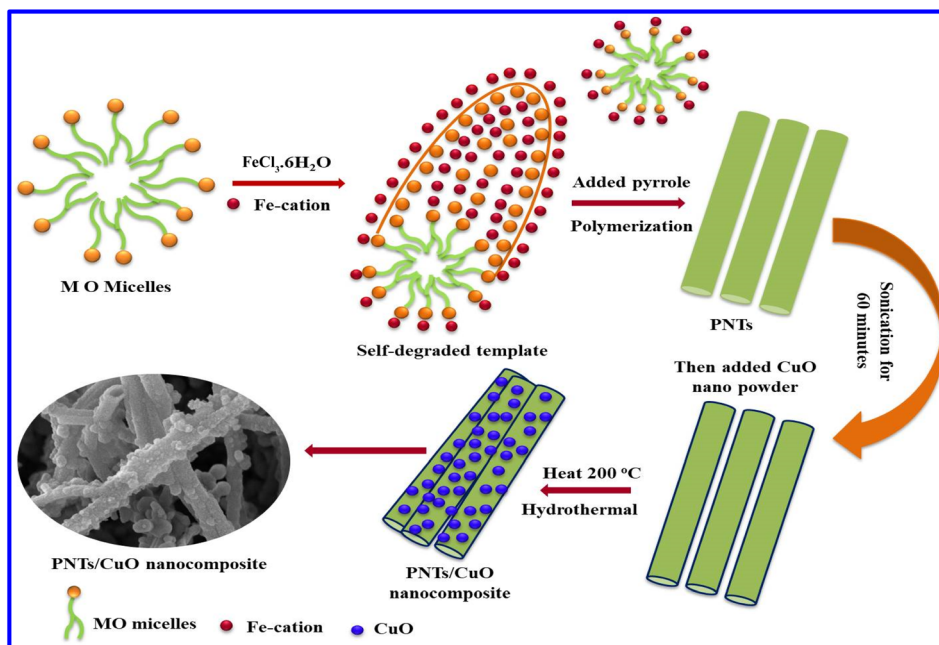 FeCl3.6H2O
Fe-cation
M O Micelles
Self-degraded template
Added pyrrole
Polymerization
PNTs
Sonication for
60 minutes
Then added CuO
nano powder
Heat 200 ºC
Hydrothermal
PNTs/CuO
nanocomposite
PNTs/CuO nanocomposite
MO micelles
Fe-cation
CuO